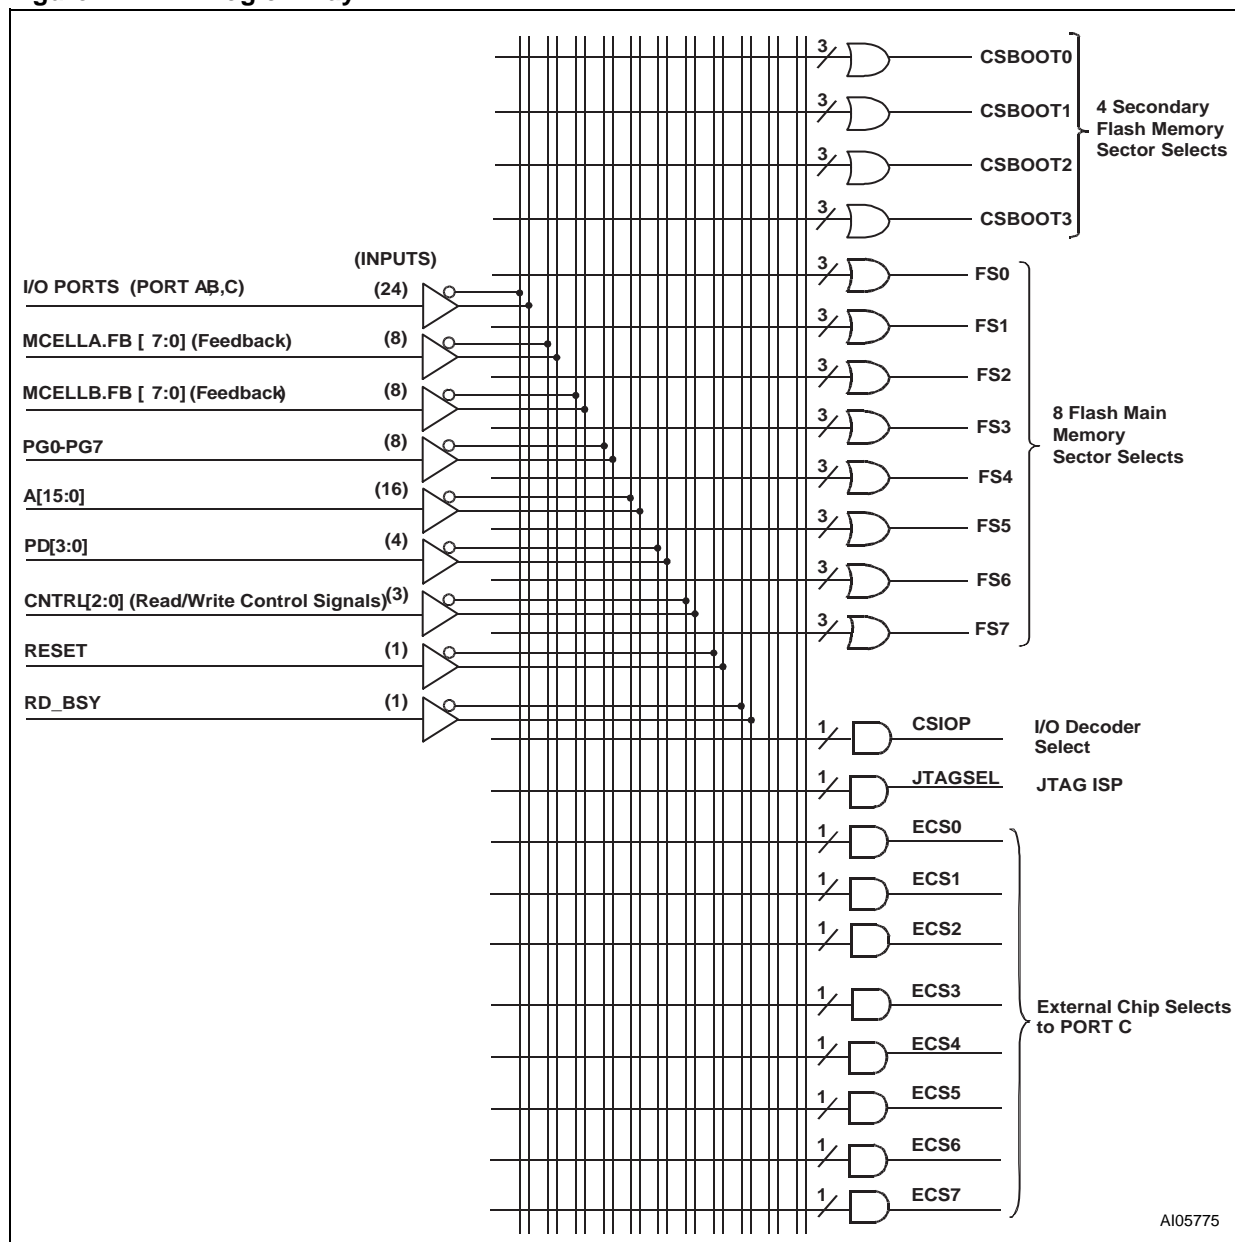 3 CSBOOT0
3 CSBOOT1
4 Secondary
Flash Memory
Sector Selects
3 CSBOOT2
3 CSBOOT3
(INPUTS)
I/O PORTS (PORT A,B,C) (24)
MCELLA.FB [ 7:0] (Feedback) (8)
MCELLB.FB [ 7:0] (Feedback) (8)
PG0-PG7 (8)
A[15:0] (16)
PD[3:0] (4)
CNTRL[2:0] (Read/Write Control Signals) (3)
RESET (1)
RD_BSY (1)
3 FS0
3 FS1
3 FS2
3 FS3
3 FS4
3 FS5
3 FS6
3 FS7
8 Flash Main
Memory
Sector Selects
1 CSIOP
I/O Decoder
Select
1 JTAGSEL JTAG ISP
1 ECS0
1 ECS1
1 ECS2
1 ECS3
1 ECS4
1 ECS5
1 ECS6
1 ECS7
External Chip Selects
to PORT C
AI05775